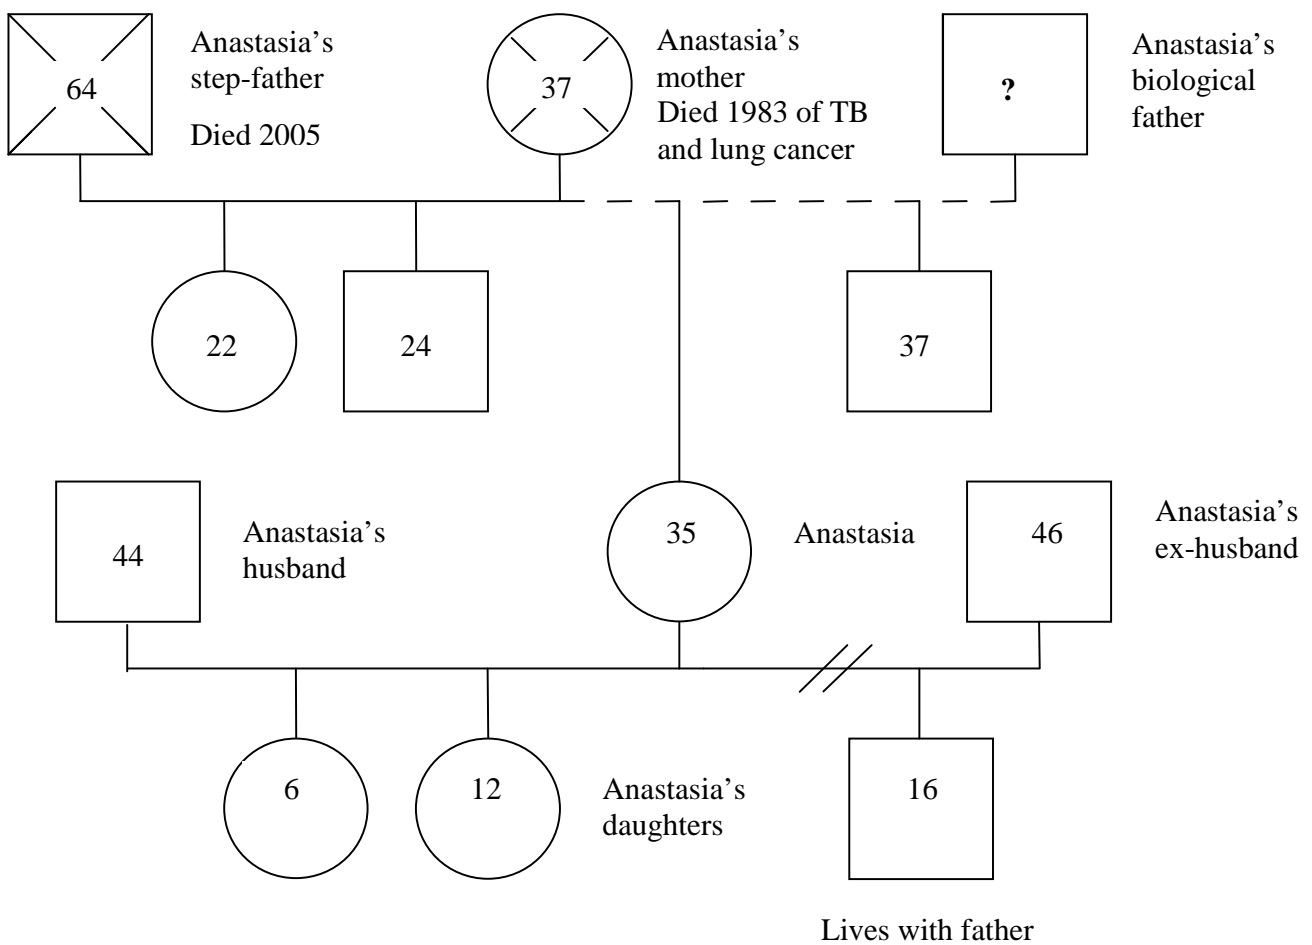 64
Anastasia’s
step-father
Died 2005
37
Anastasia’s
mother
Died 1983 of TB
and lung cancer
?
Anastasia’s
biological
father
22
24
37
44
Anastasia’s
husband
35
Anastasia
46
Anastasia’s
ex-husband
6
12
Anastasia’s
daughters
16
Lives with father